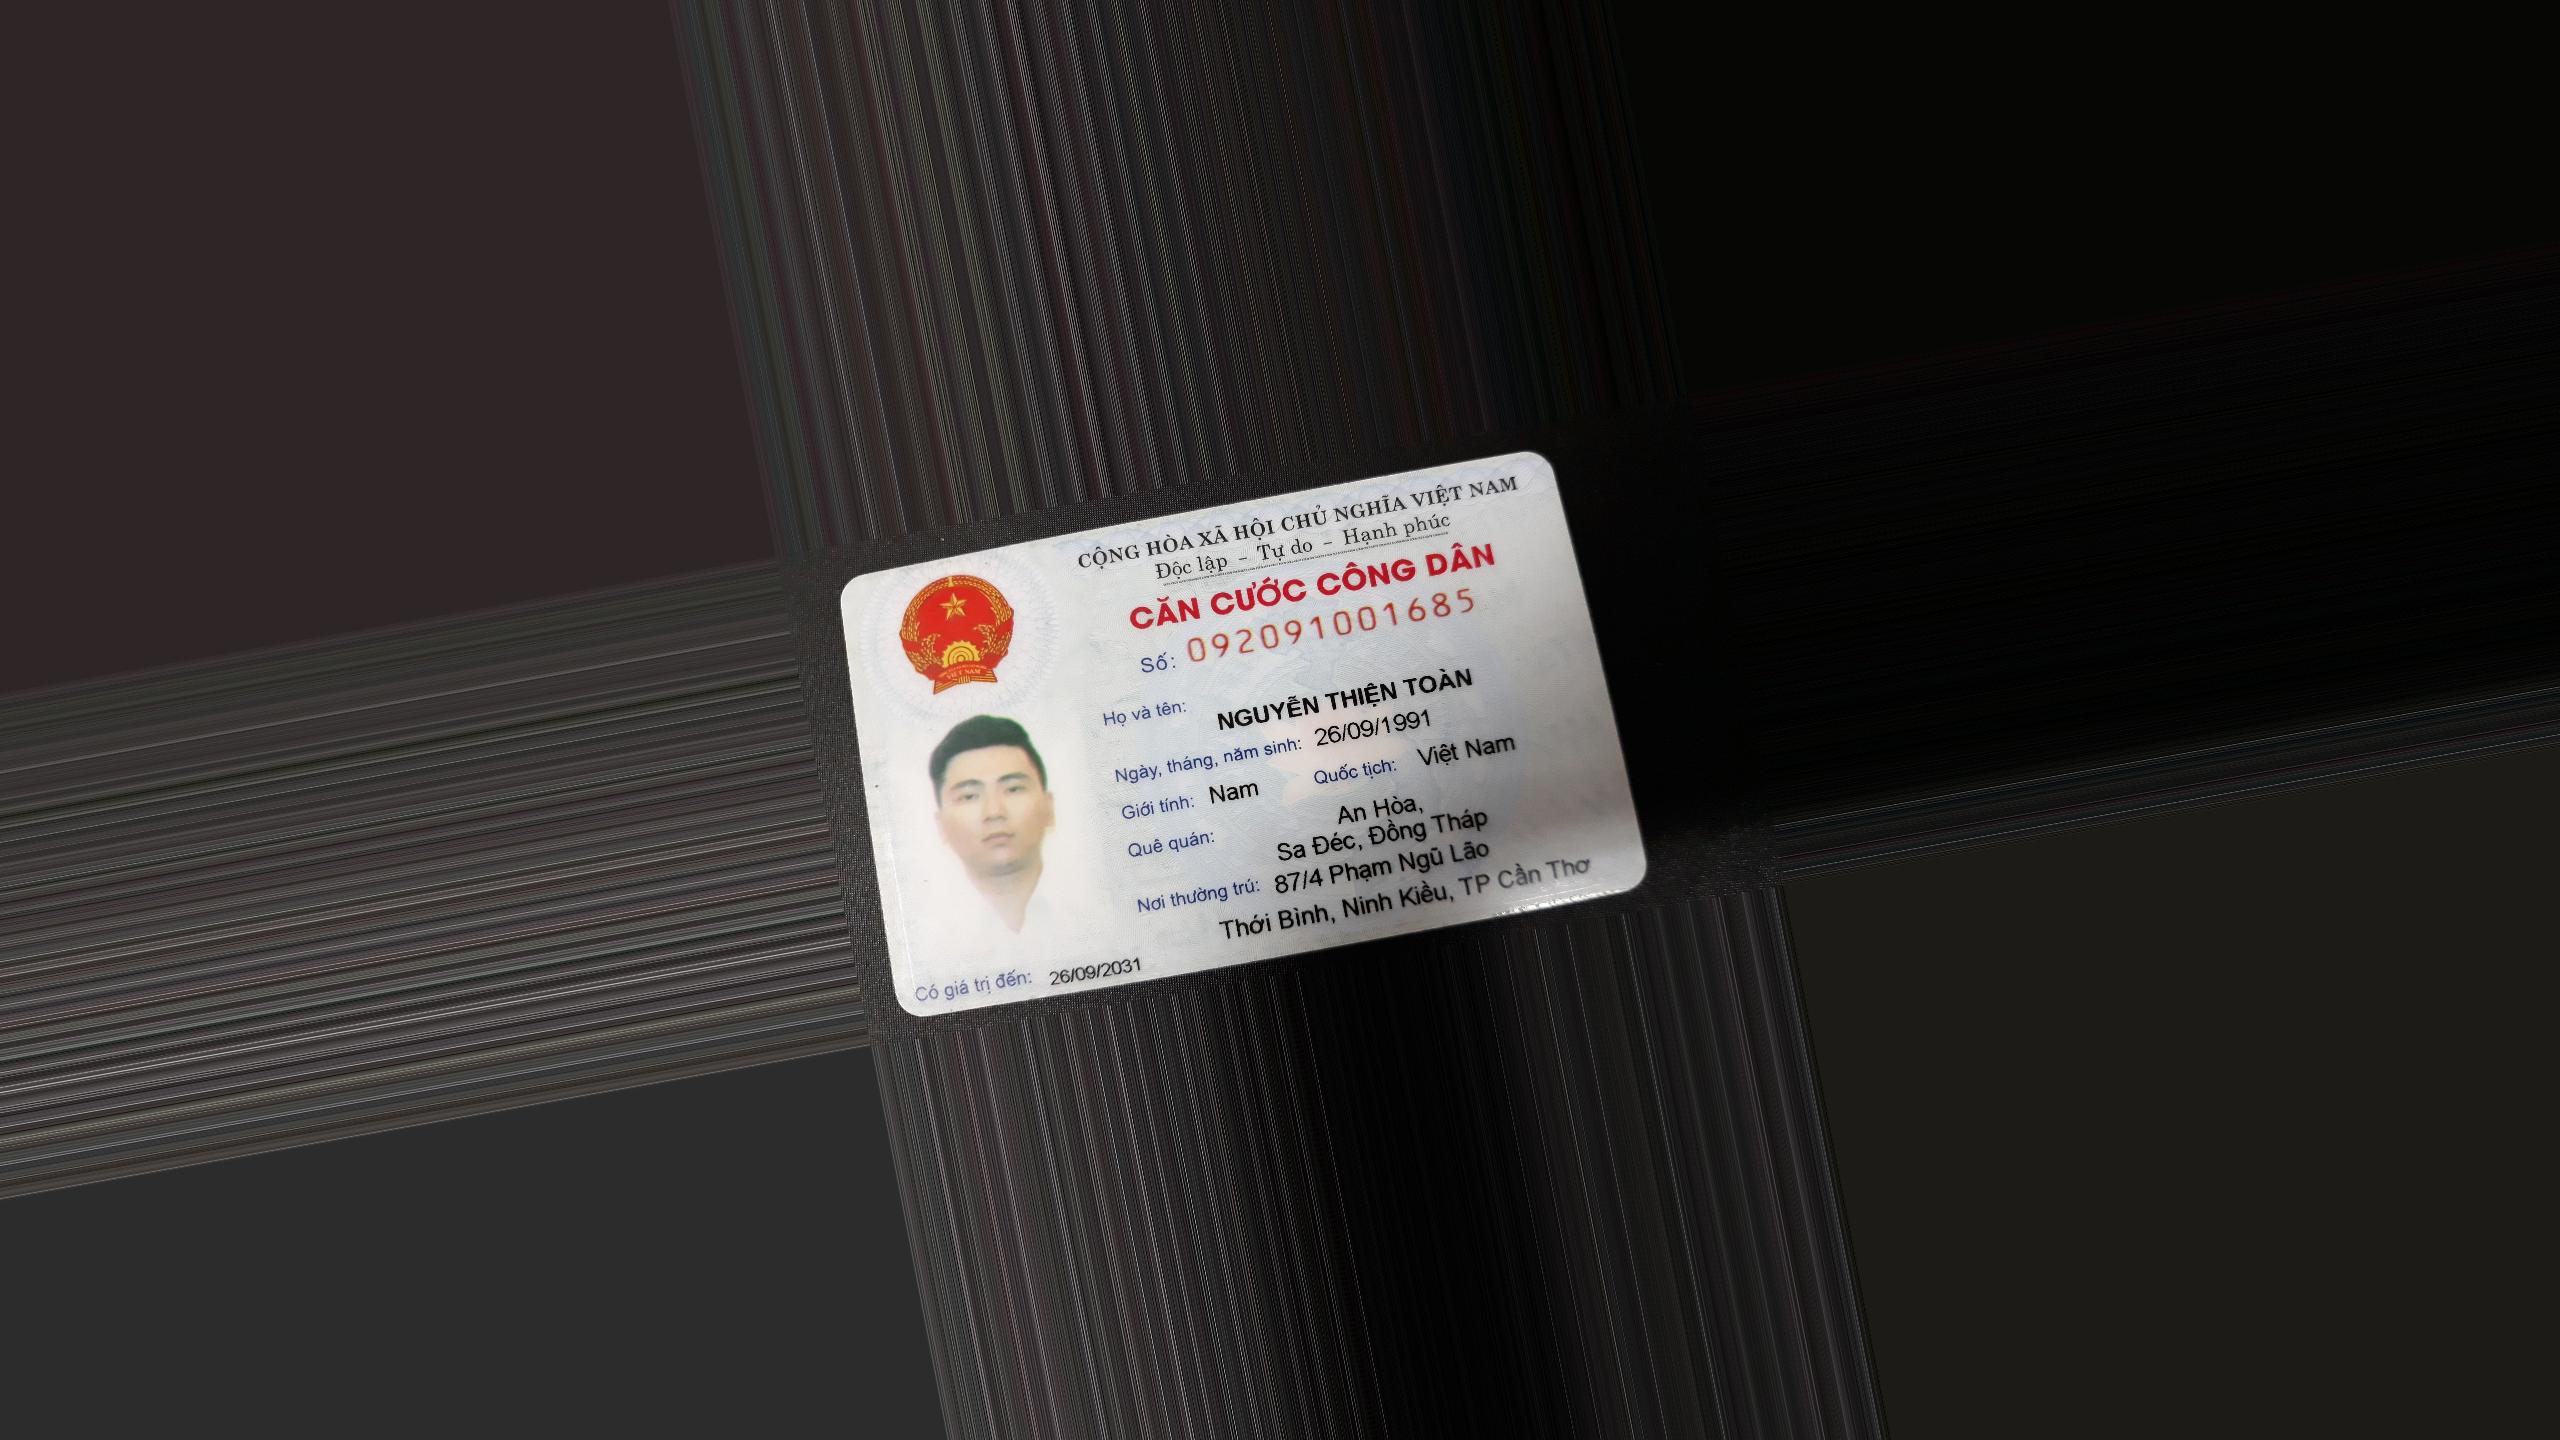 CỘNG HÒA XÃ HỘI CHỦ NGHĨA VIỆT NAM
Độc lập – Tự do – Hạnh phúc
CĂN CƯỚC CÔNG DÂN
Số: 092091001685
Họ và tên: NGUYỄN THIỆN TOÀN
Ngày, tháng, năm sinh: 26/09/1991
Giới tính: Nam Quốc tịch: Việt Nam
Quê quán: An Hòa,
Sa Đéc, Đồng Tháp
Nơi thường trú: 87/4 Phạm Ngũ Lão
Thới Bình, Ninh Kiều, TP Cần Thơ
Có giá trị đến: 26/09/2031
VIỆT NAM